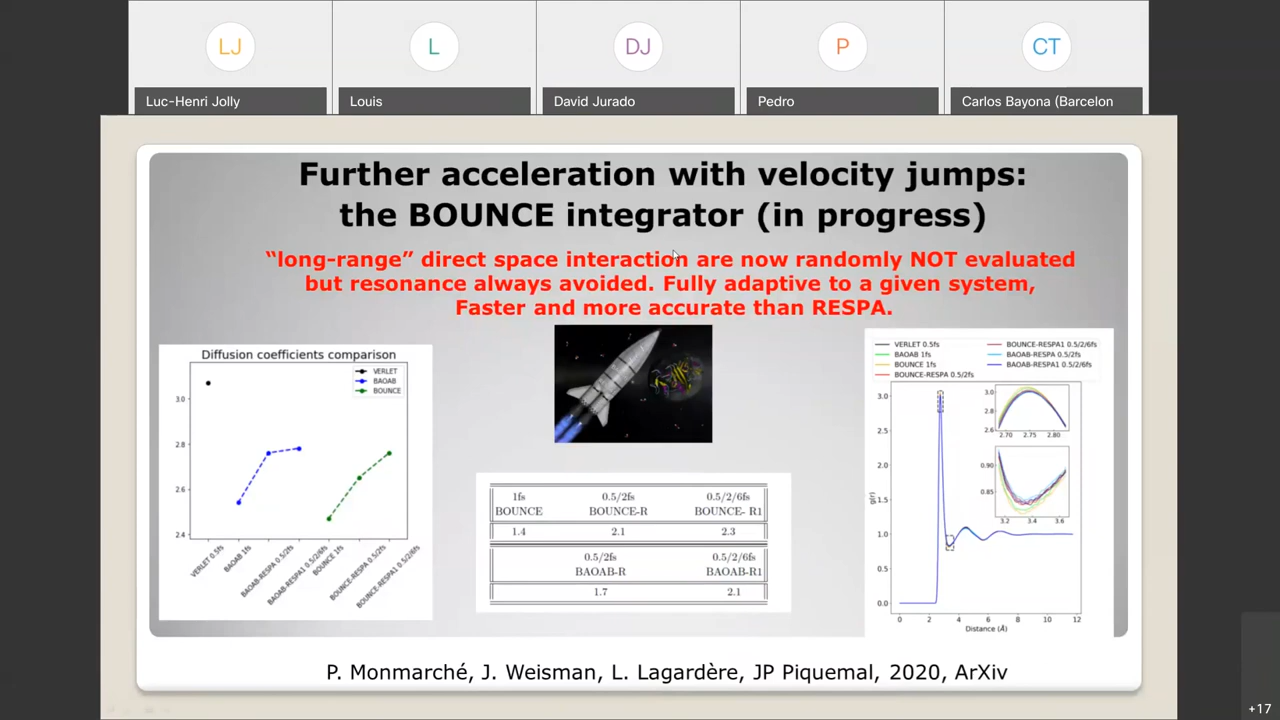 LJ
L
DJ
P
CT
Luc-Henri Jolly
Louis
David Jurado
Pedro
Carlos Bayona (Barcelon
Further acceleration with velocity jumps:
the BOUNCE integrator (in progress)
“long-range” direct space interaction are now randomly NOT evaluated
but resonance always avoided. Fully adaptive to a given system,
Faster and more accurate than RESPA.
Diffusion coefficients comparison
VERLET
BAOAB
BOUNCE
3.0
2.8
2.6
2.4
VERLET 0.5fs
BAOAB 1fs
BAOAB-RESPA 0.5/2fs
BAOAB-RESPA1 0.5/2/6fs
BOUNCE 1fs
BOUNCE-RESPA 0.5/2fs
BOUNCE-RESPA1 0.5/2/6fs
1fs 0.5/2fs 0.5/2/6fs
BOUNCE BOUNCE-R BOUNCE- R1
1.4 2.1 2.3
0.5/2fs 0.5/2/6fs
BAOAB-R BAOAB-R1
1.7 2.1
VERLET 0.5fs
BAOAB 1fs
BOUNCE 1fs
BOUNCE-RESPA 0.5/2fs
BOUNCE-RESPA1 0.5/2/6fs
BAOAB-RESPA 0.5/2fs
BAOAB-RESPA1 0.5/2/6fs
3.0
2.5
2.0
1.5
1.0
0.5
0.0
g(r)
3.0
2.8
2.6
2.70 2.75 2.80
0.90
0.85
3.2 3.4 3.6
0 2 4 6 8 10 12
Distance (Å)
P. Monmarché, J. Weisman, L. Lagardère, JP Piquemal, 2020, ArXiv
+17